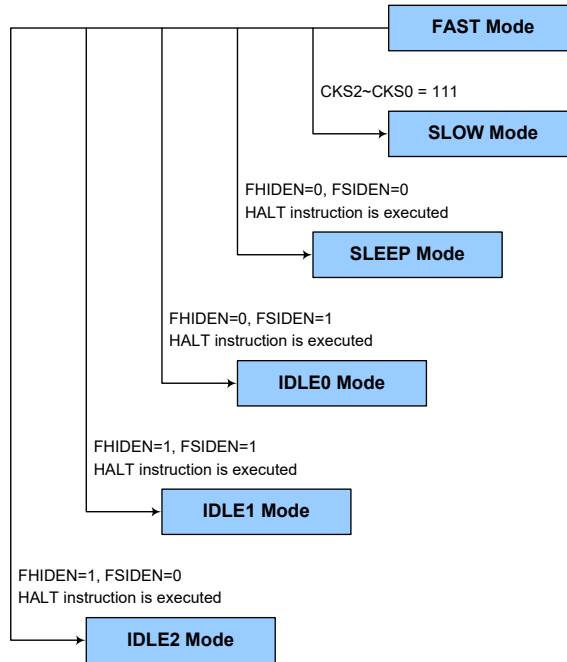 FAST Mode
CKS2~CKS0 = 111
SLOW Mode
FHIDEN=0, FSIDEN=0
HALT instruction is executed
SLEEP Mode
FHIDEN=0, FSIDEN=1
HALT instruction is executed
IDLE0 Mode
FHIDEN=1, FSIDEN=1
HALT instruction is executed
IDLE1 Mode
FHIDEN=1, FSIDEN=0
HALT instruction is executed
IDLE2 Mode